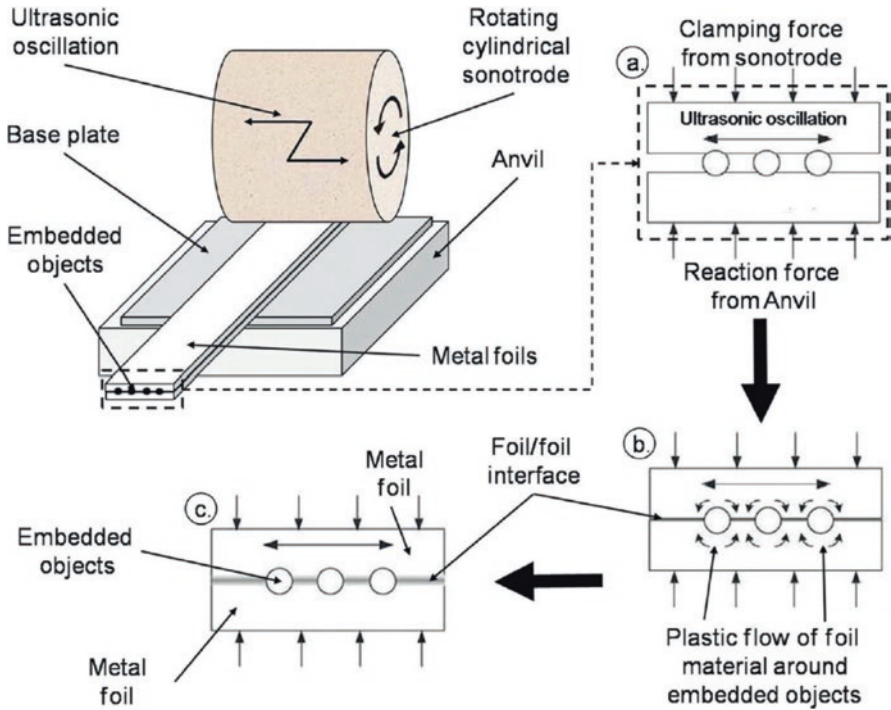 Ultrasonic
oscillation
Rotating
cylindrical
sonotrode
Base plate
Anvil
Embedded
objects
Metal foils
a.
Clamping force
from sonotrode
Ultrasonic oscillation
Reaction force
from Anvil
b.
Foil/foil
interface
Plastic flow of foil
material around
embedded objects
c.
Metal
foil
Embedded
objects
Metal
foil